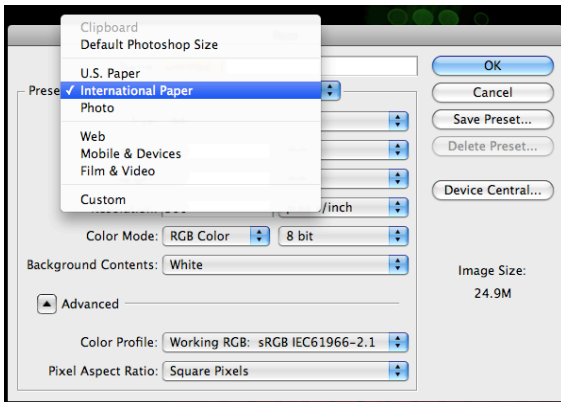 Clipboard
Default Photoshop Size
U.S. Paper
✓ International Paper
Photo
Web
Mobile & Devices
Film & Video
Custom
/inch
Color Mode: RGB Color 8 bit
Background Contents: White
Advanced
Color Profile: Working RGB: sRGB IEC61966-2.1
Pixel Aspect Ratio: Square Pixels
OK
Cancel
Save Preset...
Delete Preset...
Device Central...
Image Size:
24.9M